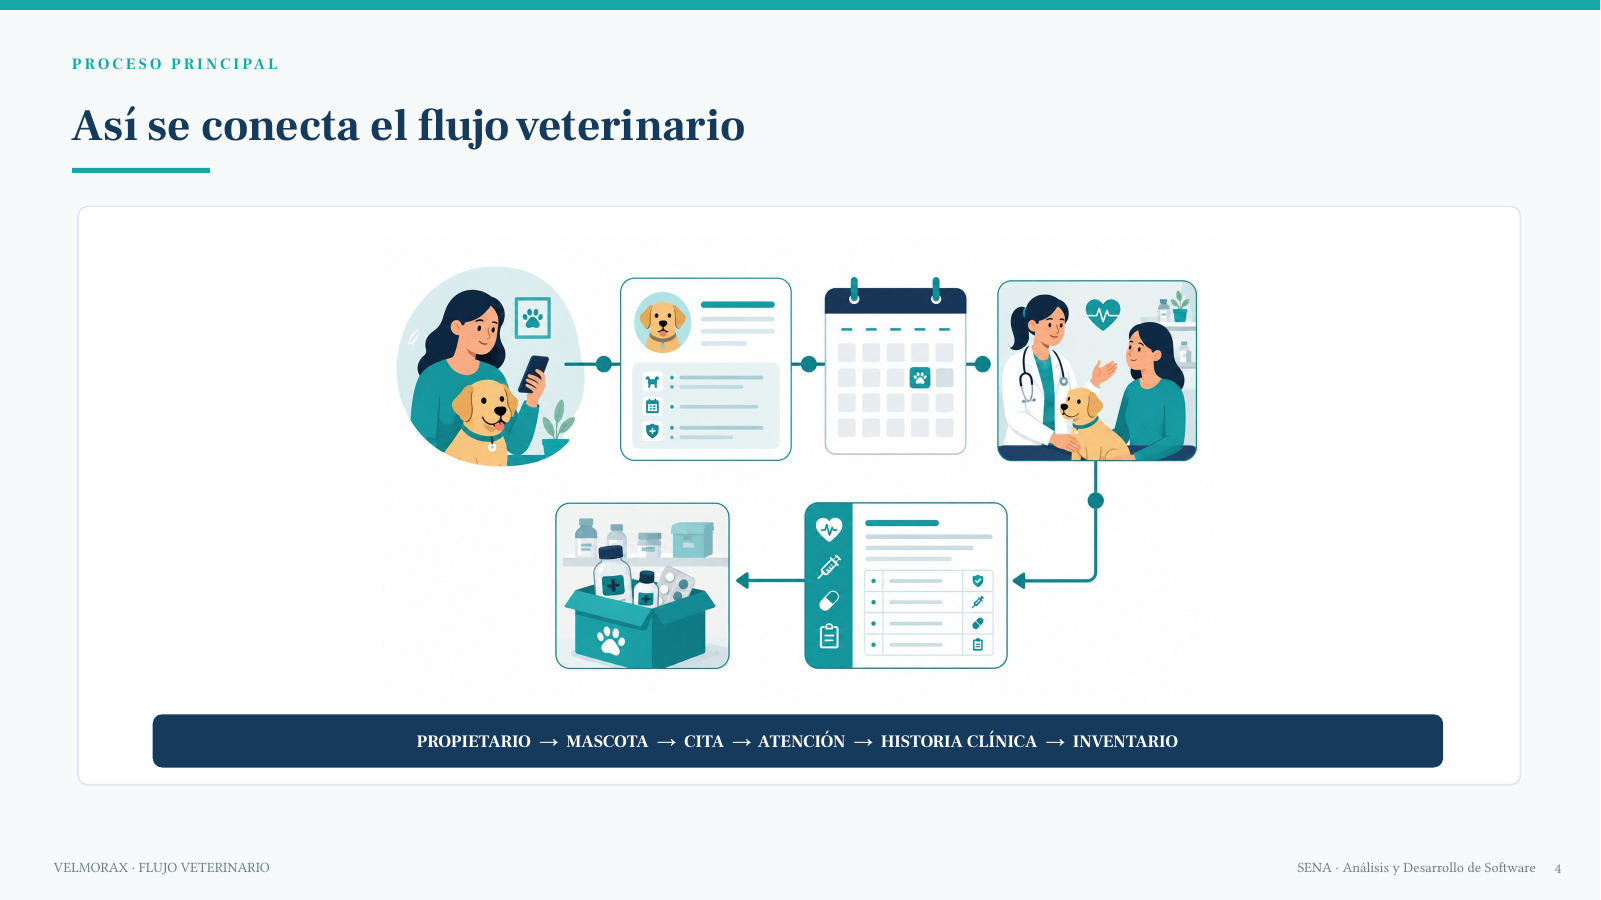 PROCESO PRINCIPAL
Así se conecta el flujo veterinario
PROPIETARIO → MASCOTA → CITA → ATENCIÓN → HISTORIA CLÍNICA → INVENTARIO
VELMORAX · FLUJO VETERINARIO
SENA · Análisis y Desarrollo de Software 4